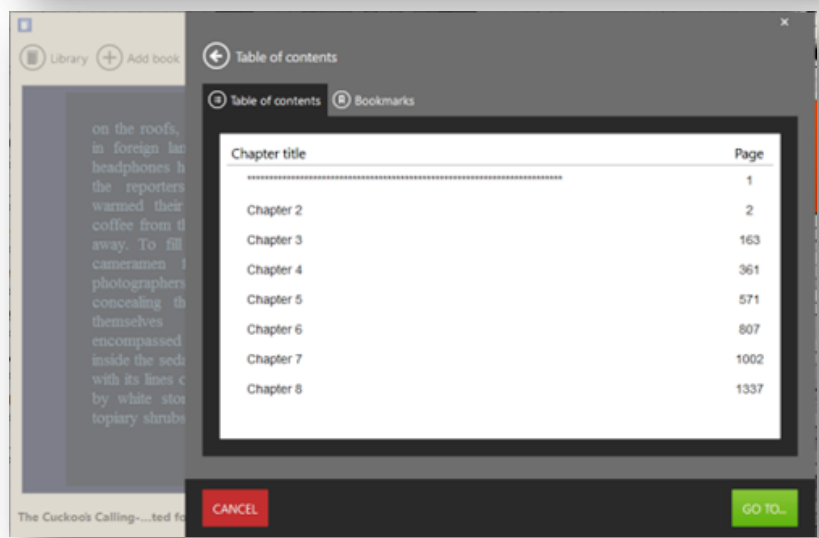 ×
Library
Add book
Table of contents
Table of contents
Bookmarks
on the roofs,
in foreign lan
headphones h
the reporters
warmed their
coffee from th
away. To fill
cameramen f
photographers
concealing th
themselves
encompassed
inside the seda
with its lines c
by white stor
topiary shrubs
Chapter title Page
1
Chapter 2 2
Chapter 3 163
Chapter 4 361
Chapter 5 571
Chapter 6 807
Chapter 7 1002
Chapter 8 1337
The Cuckoo's Calling-...ted fo
CANCEL
GO TO...